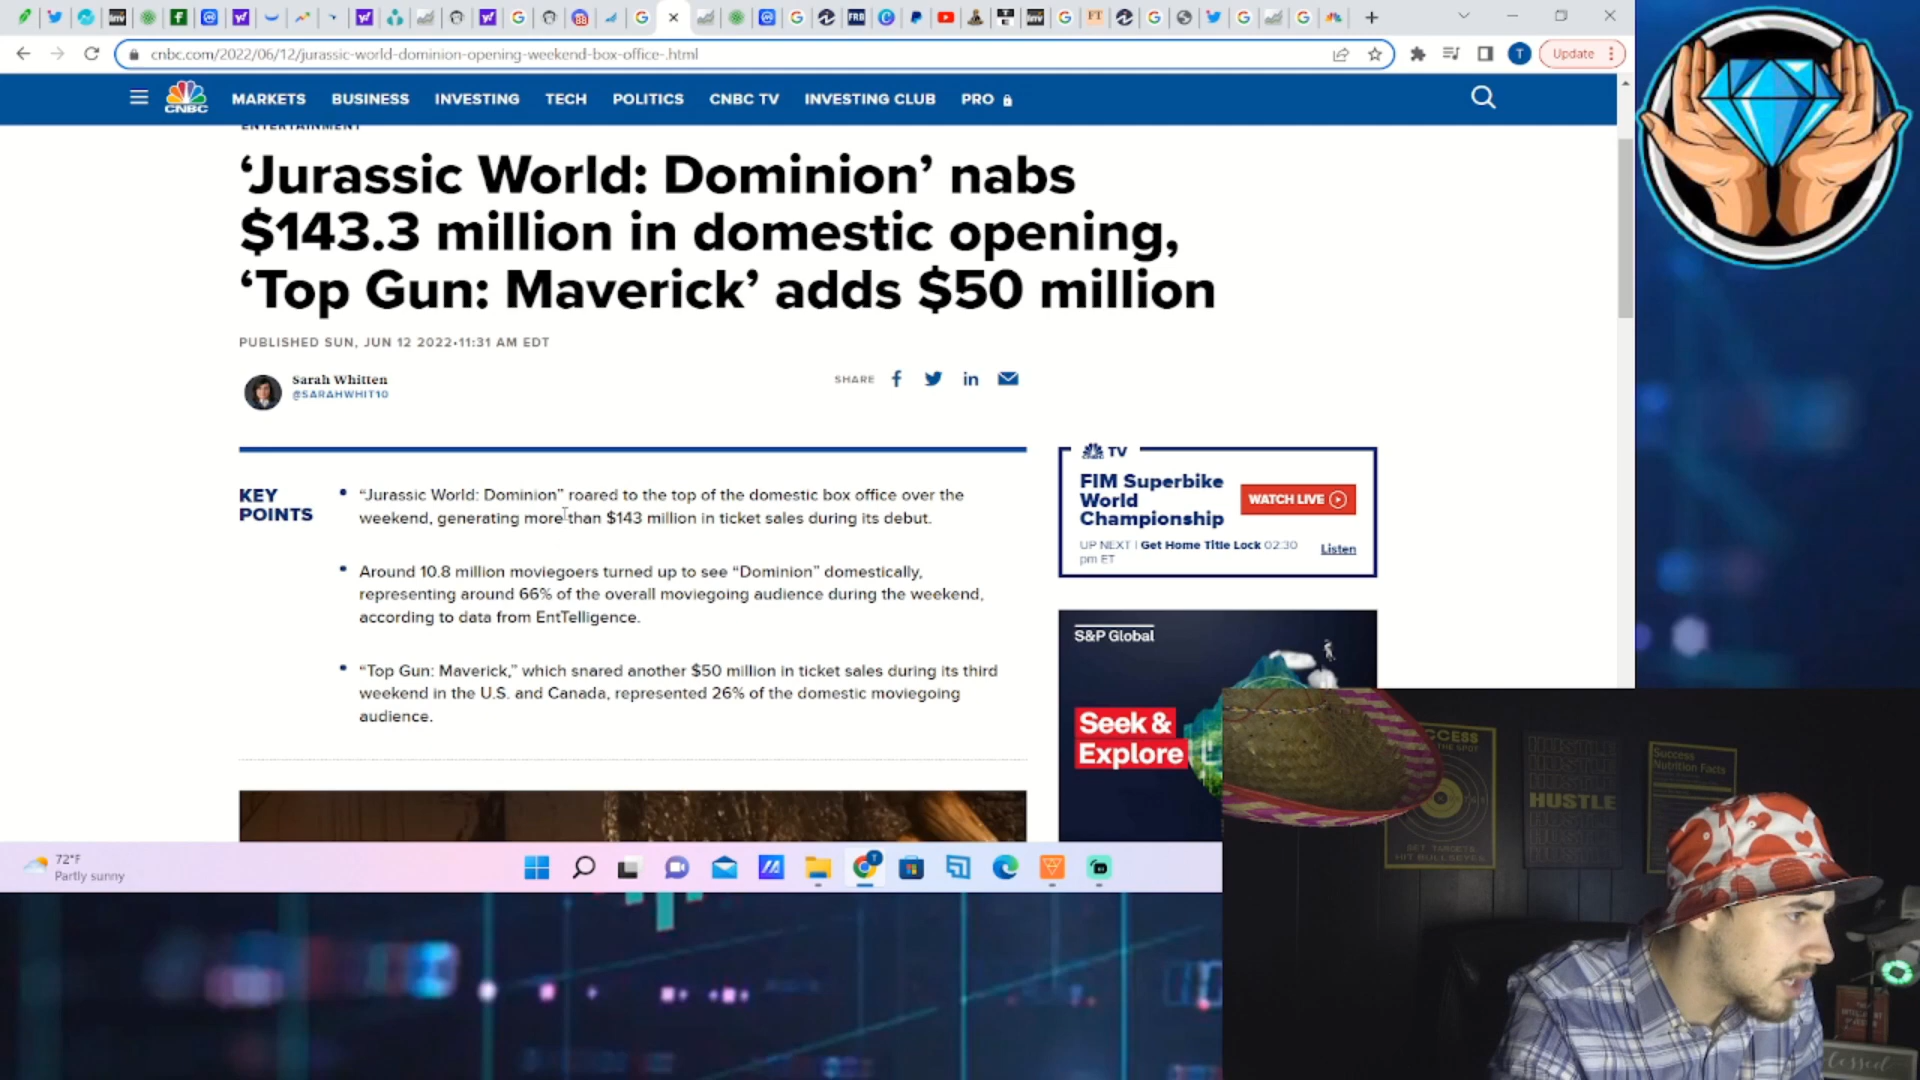 cnbc.com/2022/06/12/jurassic-world-dominion-opening-weekend-box-office-.html
T
Update
CNBC
MARKETS BUSINESS INVESTING TECH POLITICS CNBC TV INVESTING CLUB PRO
ENTERTAINMENT
‘Jurassic World: Dominion’ nabs
$143.3 million in domestic opening,
‘Top Gun: Maverick’ adds $50 million
PUBLISHED SUN, JUN 12 2022•11:31 AM EDT
Sarah Whitten
@SARAHWHIT10
SHARE
KEY
POINTS
“Jurassic World: Dominion” roared to the top of the domestic box office over the
weekend, generating more than $143 million in ticket sales during its debut.
Around 10.8 million moviegoers turned up to see “Dominion” domestically,
representing around 66% of the overall moviegoing audience during the weekend,
according to data from EntTelligence.
“Top Gun: Maverick,” which snared another $50 million in ticket sales during its third
weekend in the U.S. and Canada, represented 26% of the domestic moviegoing
audience.
TV
FIM Superbike
World
Championship
WATCH LIVE
UP NEXT | Get Home Title Lock 02:30
pm ET
Listen
S&P Global
Seek &
Explore
72°F
Partly sunny
HUSTLE
HUSTLE
Success
Nutrition Facts